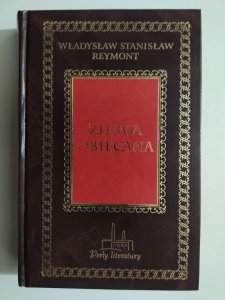 WŁADYSŁAW STANISŁAW
REYMONT
ZIEMIA
OBIECANA
Perły literatury